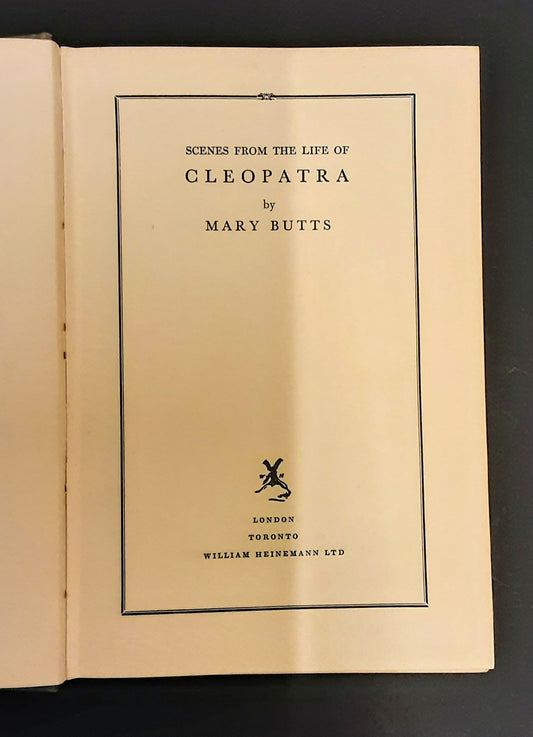 SCENES FROM THE LIFE OF
CLEOPATRA
by
MARY BUTTS
W H
LONDON
TORONTO
WILLIAM HEINEMANN LTD